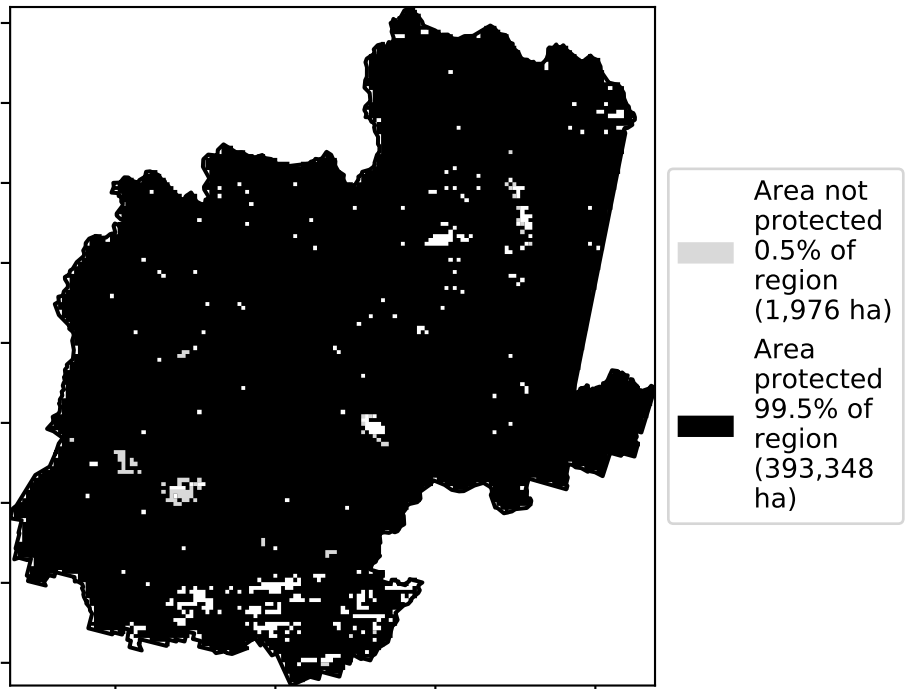 Area not
protected
0.5% of
region
(1,976 ha)
Area
protected
99.5% of
region
(393,348
ha)